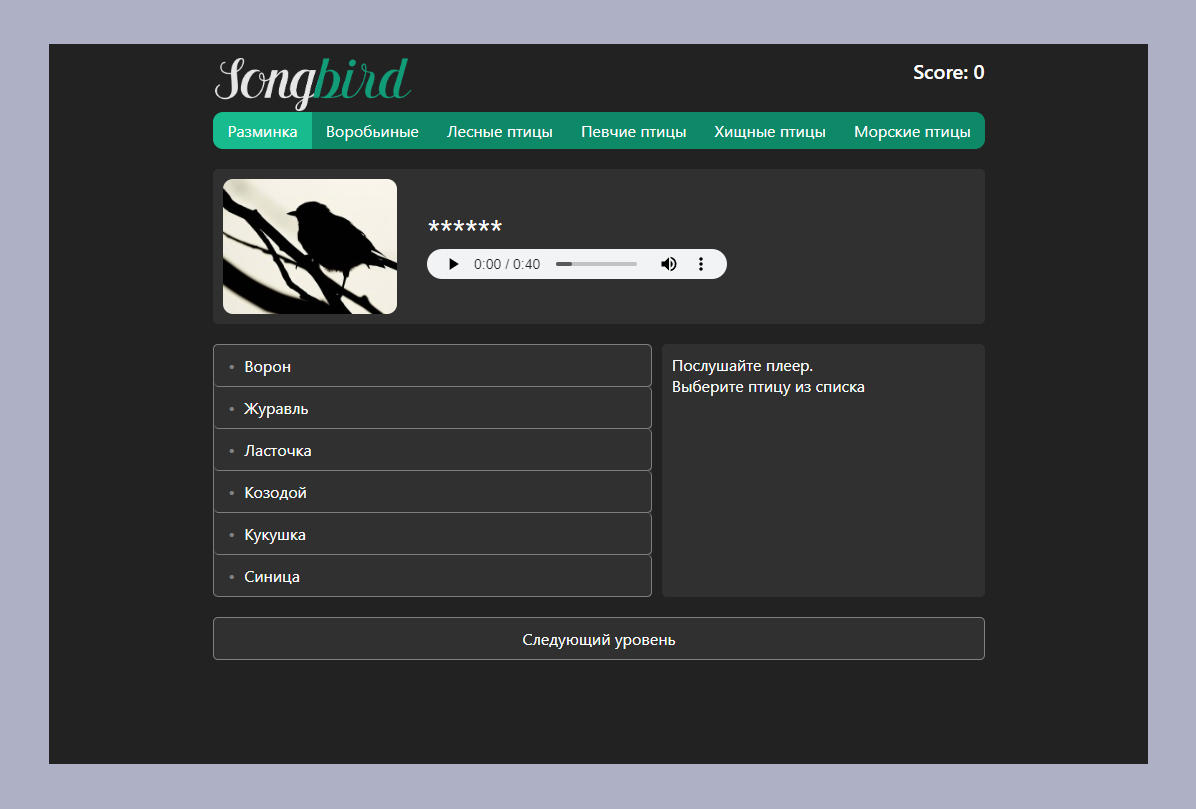 Songbird
Score: 0
Разминка Воробьиные Лесные птицы Певчие птицы Хищные птицы Морские птицы
******
0:00 / 0:40
Ворон
Журавль
Ласточка
Козодой
Кукушка
Синица
Послушайте плеер.
Выберите птицу из списка
Следующий уровень